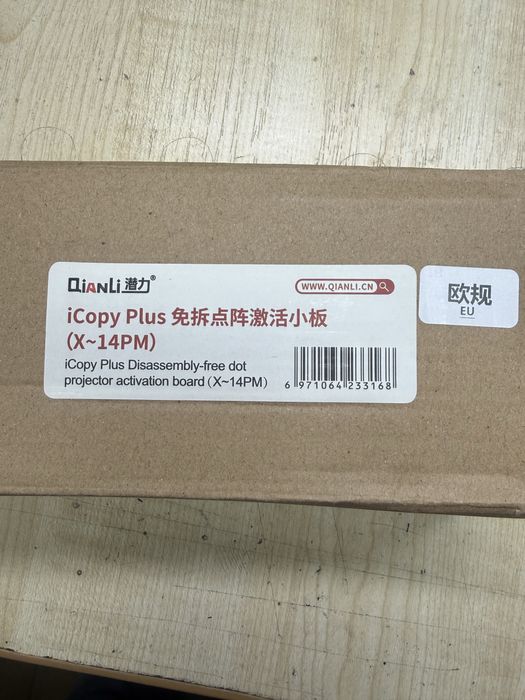 QIANLI 潜力®
WWW.QIANLI.CN
iCopy Plus 免拆点阵激活小板
（X~14PM）
iCopy Plus Disassembly-free dot
projector activation board（X~14PM）
6 971064 233168
欧规
EU